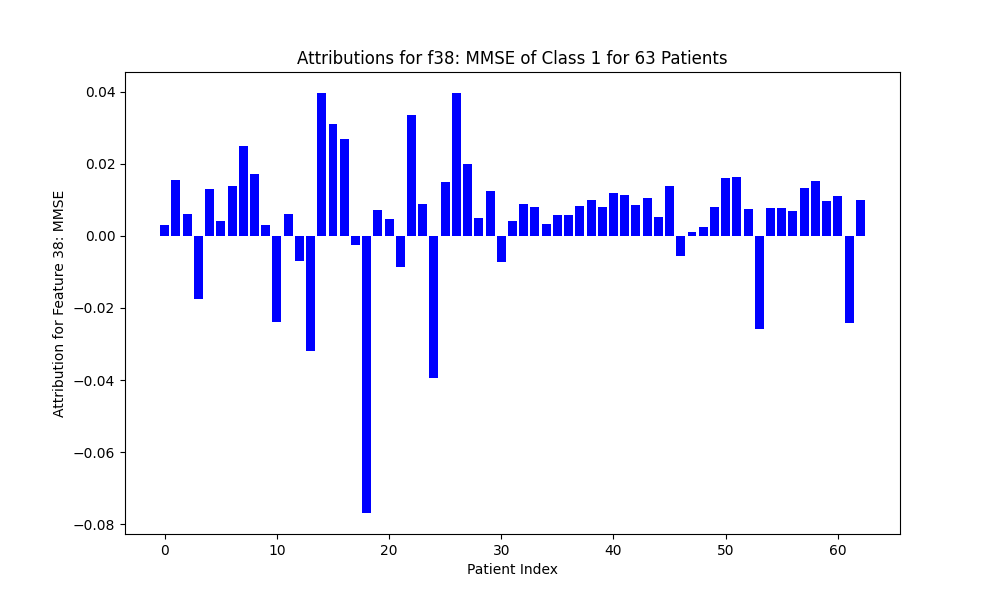 Attributions for f38: MMSE of Class 1 for 63 Patients
Attribution for Feature 38: MMSE
0.04
0.02
0.00
−0.02
−0.04
−0.06
−0.08
0 10 20 30 40 50 60
Patient Index